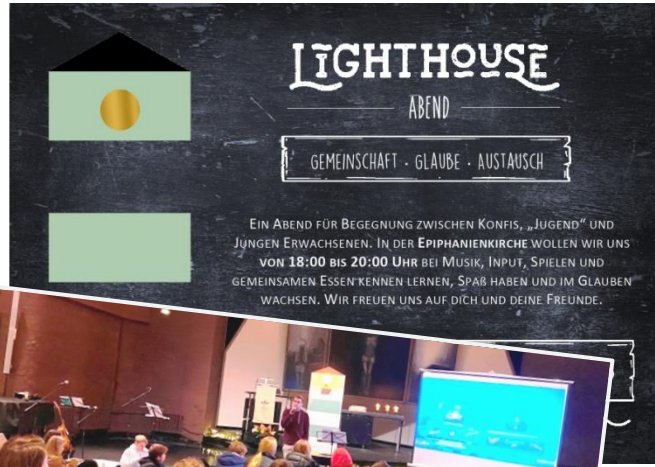 LIGHTHOUSE
ABEND
GEMEINSCHAFT · GLAUBE · AUSTAUSCH
EIN ABEND FÜR BEGEGNUNG ZWISCHEN KONFIS, „JUGEND“ UND
JUNGEN ERWACHSENEN. IN DER EPIPHANIENKIRCHE WOLLEN WIR UNS
VON 18:00 BIS 20:00 UHR BEI MUSIK, INPUT, SPIELEN UND
GEMEINSAMEN ESSEN KENNEN LERNEN, SPAß HABEN UND IM GLAUBEN
WACHSEN. WIR FREUEN UNS AUF DICH UND DEINE FREUNDE.